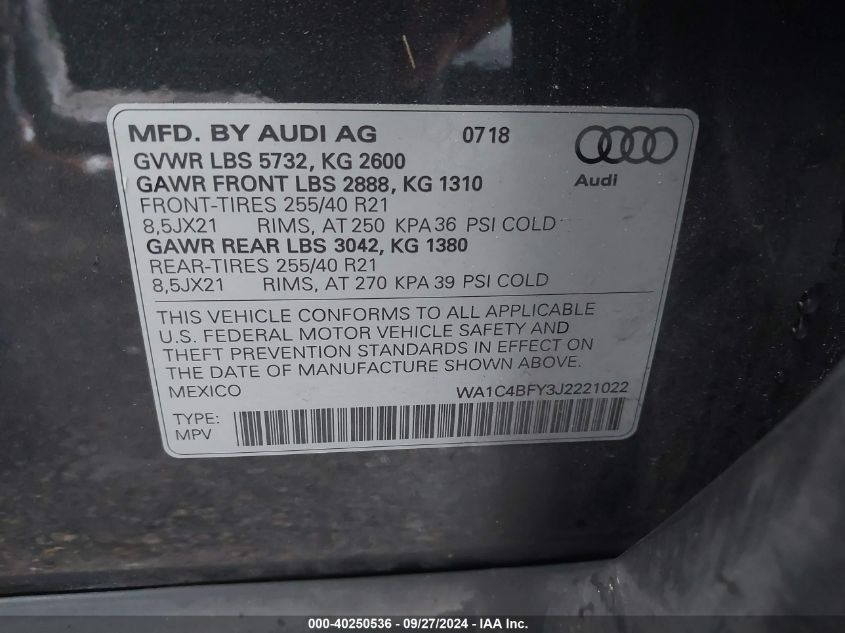 MFD. BY AUDI AG 0718
GVWR LBS 5732, KG 2600
GAWR FRONT LBS 2888, KG 1310
Audi
FRONT-TIRES 255/40 R21
8,5JX21 RIMS, AT 250 KPA 36 PSI COLD
GAWR REAR LBS 3042, KG 1380
REAR-TIRES 255/40 R21
8,5JX21 RIMS, AT 270 KPA 39 PSI COLD
THIS VEHICLE CONFORMS TO ALL APPLICABLE
U.S. FEDERAL MOTOR VEHICLE SAFETY AND
THEFT PREVENTION STANDARDS IN EFFECT ON
THE DATE OF MANUFACTURE SHOWN ABOVE.
MEXICO WA1C4BFY3J2221022
TYPE:
MPV
000-40250536 - 09/27/2024 - IAA Inc.